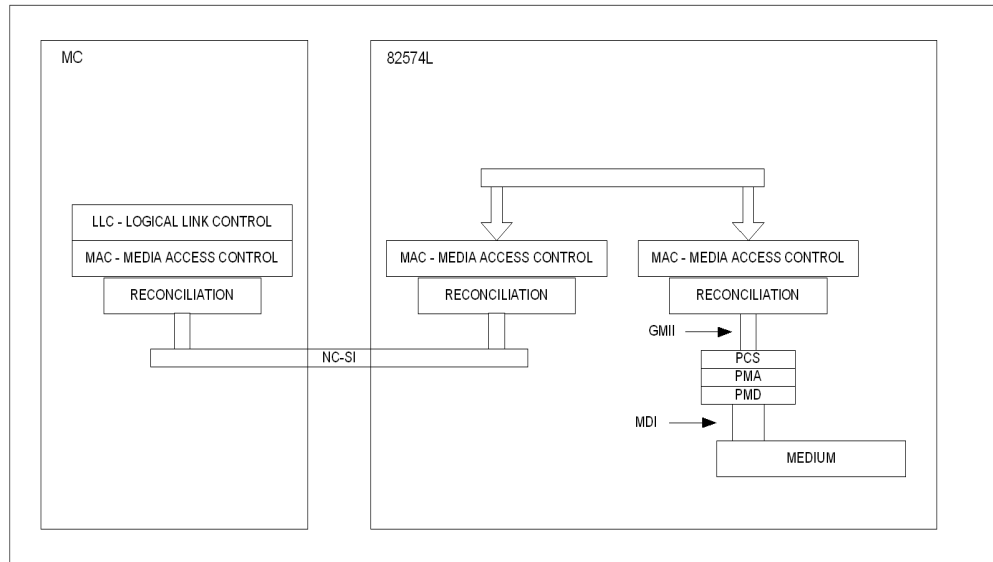 MC
82574L
LLC - LOGICAL LINK CONTROL
MAC - MEDIA ACCESS CONTROL
MAC - MEDIA ACCESS CONTROL
MAC - MEDIA ACCESS CONTROL
RECONCILIATION
RECONCILIATION
RECONCILIATION
GMII
NC-SI
PCS
PMA
PMD
MDI
MEDIUM